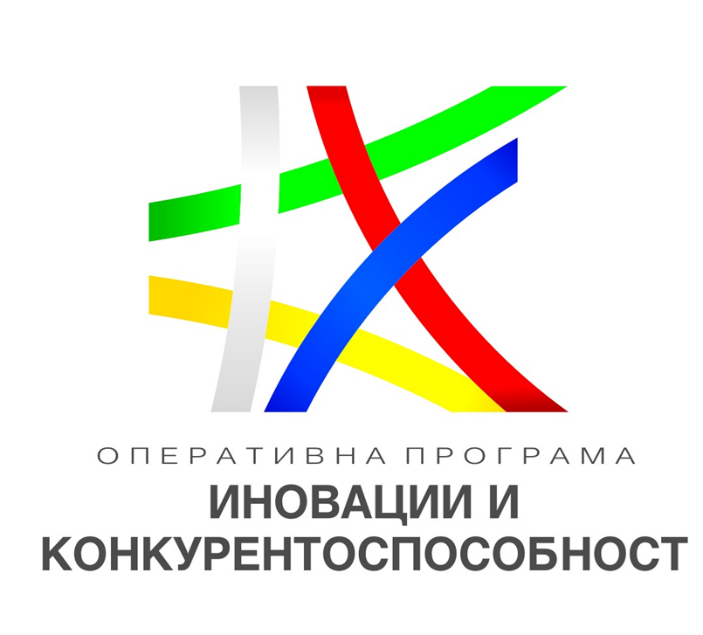 ОПЕРАТИВНА ПРОГРАМА
ИНОВАЦИИ И
КОНКУРЕНТОСПОСОБНОСТ